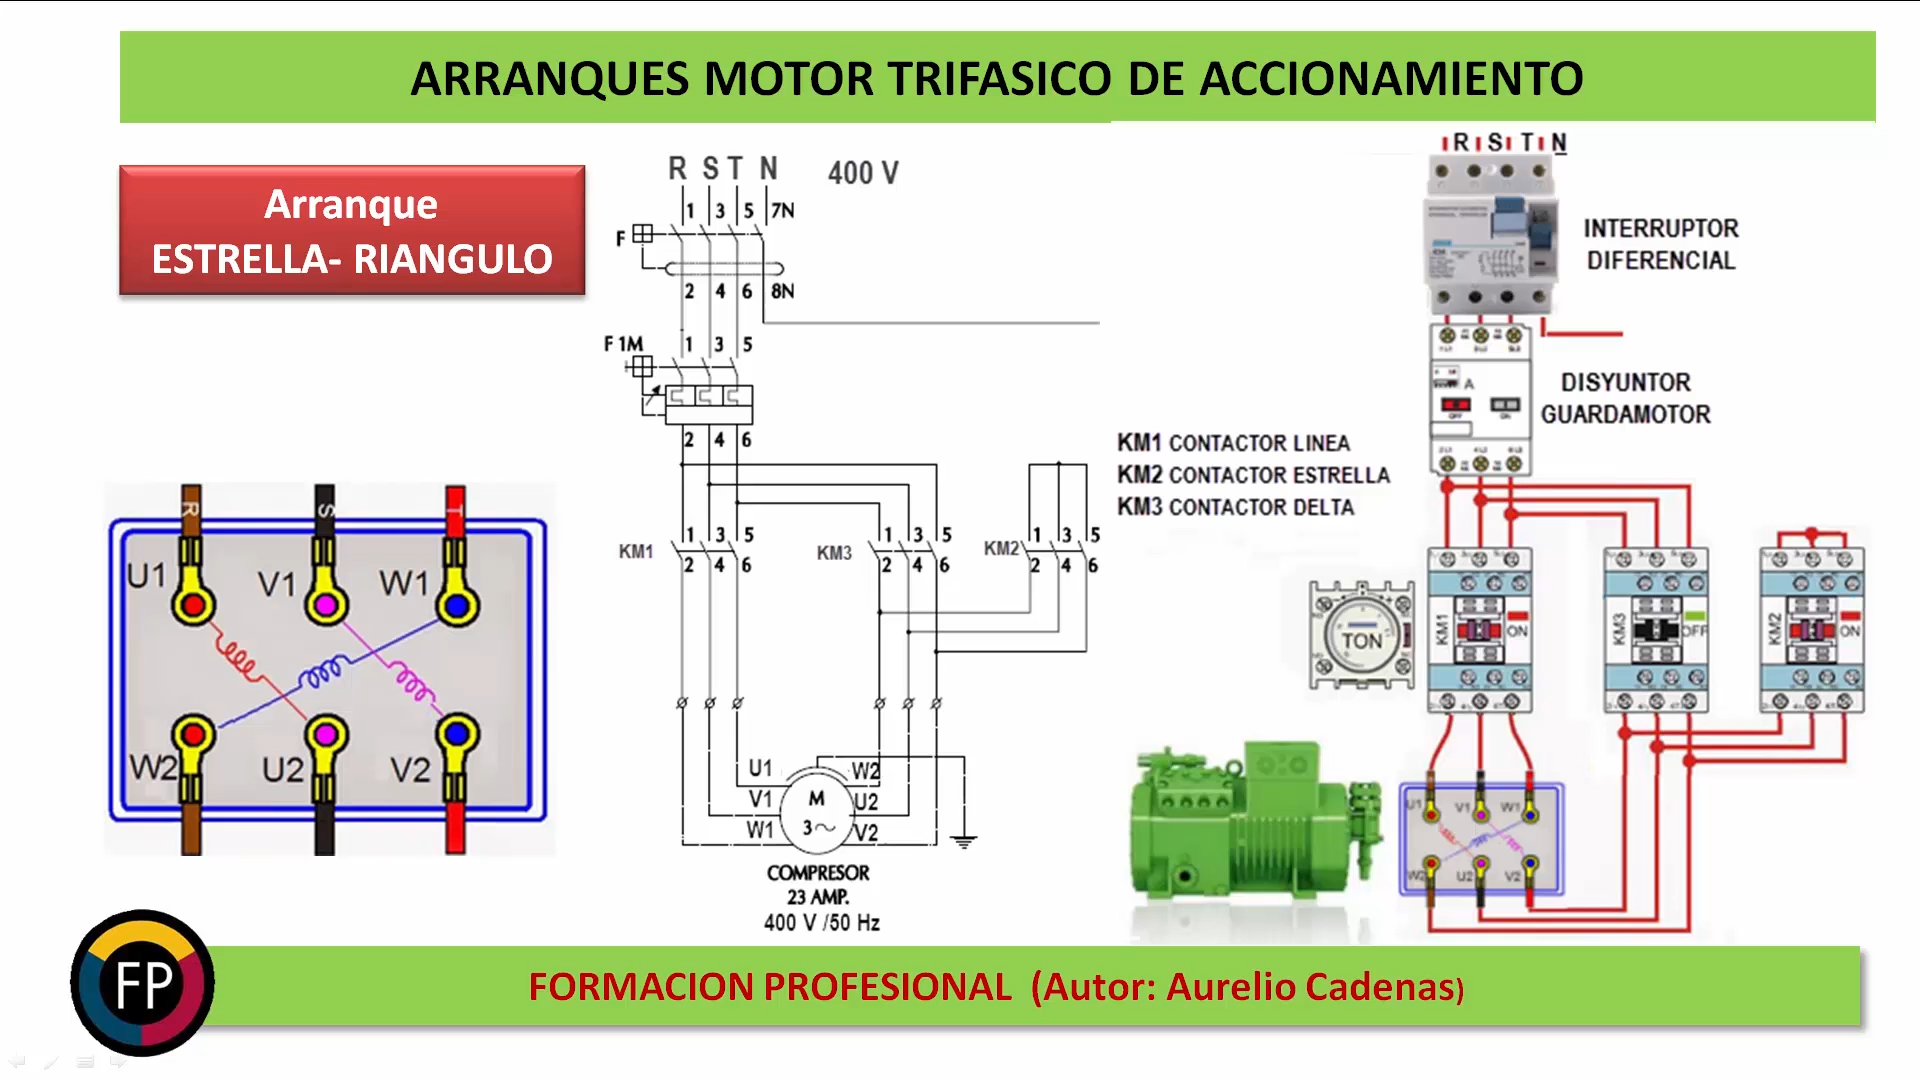 ARRANQUES MOTOR TRIFASICO DE ACCIONAMIENTO
Arranque
ESTRELLA- RIANGULO
R S T N 400 V
1 3 5 7N
F
2 4 6 8N
F 1M 1 3 5
2 4 6
1 3 5
KM1
2 4 6
1 3 5
KM3
2 4 6
1 3 5
KM2
2 4 6
U1 W2
V1 M U2
W1 3~ V2
COMPRESOR
23 AMP.
400 V /50 Hz
R S T
U1 V1 W1
W2 U2 V2
R S T N
INTERRUPTOR
DIFERENCIAL
A
OFF ON
DISYUNTOR
GUARDAMOTOR
KM1 CONTACTOR LINEA
KM2 CONTACTOR ESTRELLA
KM3 CONTACTOR DELTA
TON
KM1 ON
KM3 OFF
KM2 ON
U1 V1 W1
W2 U2 V2
FP
FORMACION PROFESIONAL (Autor: Aurelio Cadenas)